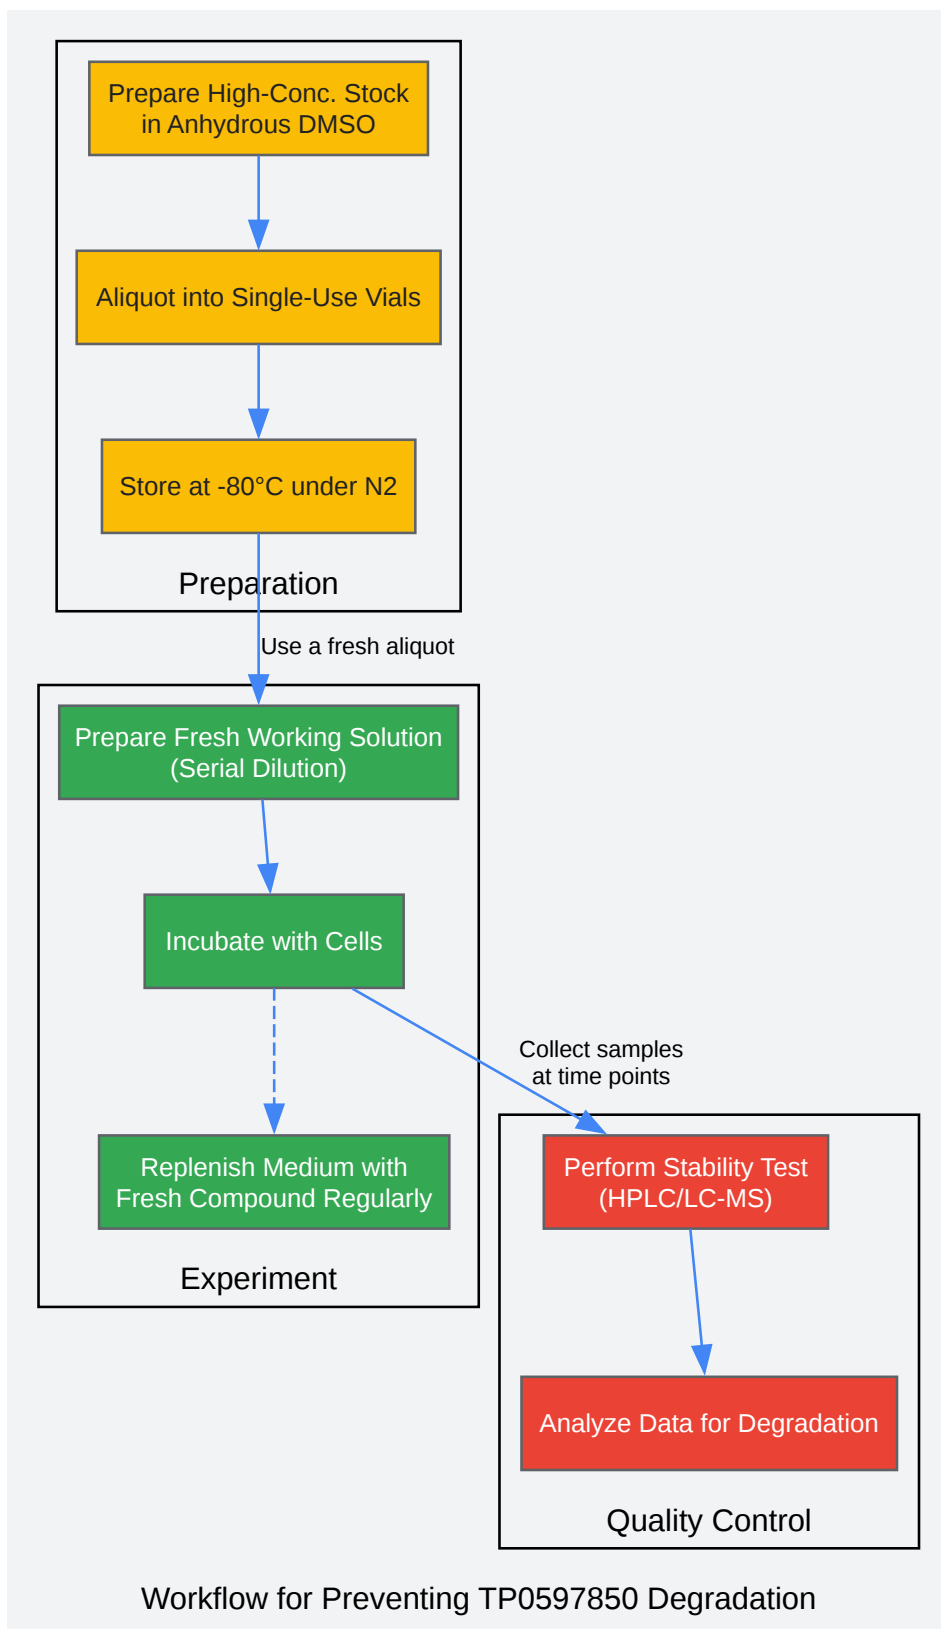 Prepare High-Conc. Stock
in Anhydrous DMSO
Aliquot into Single-Use Vials
Store at -80°C under N2
Preparation
Use a fresh aliquot
Prepare Fresh Working Solution
(Serial Dilution)
Incubate with Cells
Collect samples
at time points
Replenish Medium with
Fresh Compound Regularly
Perform Stability Test
(HPLC/LC-MS)
Experiment
Analyze Data for Degradation
Quality Control
Workflow for Preventing TP0597850 Degradation